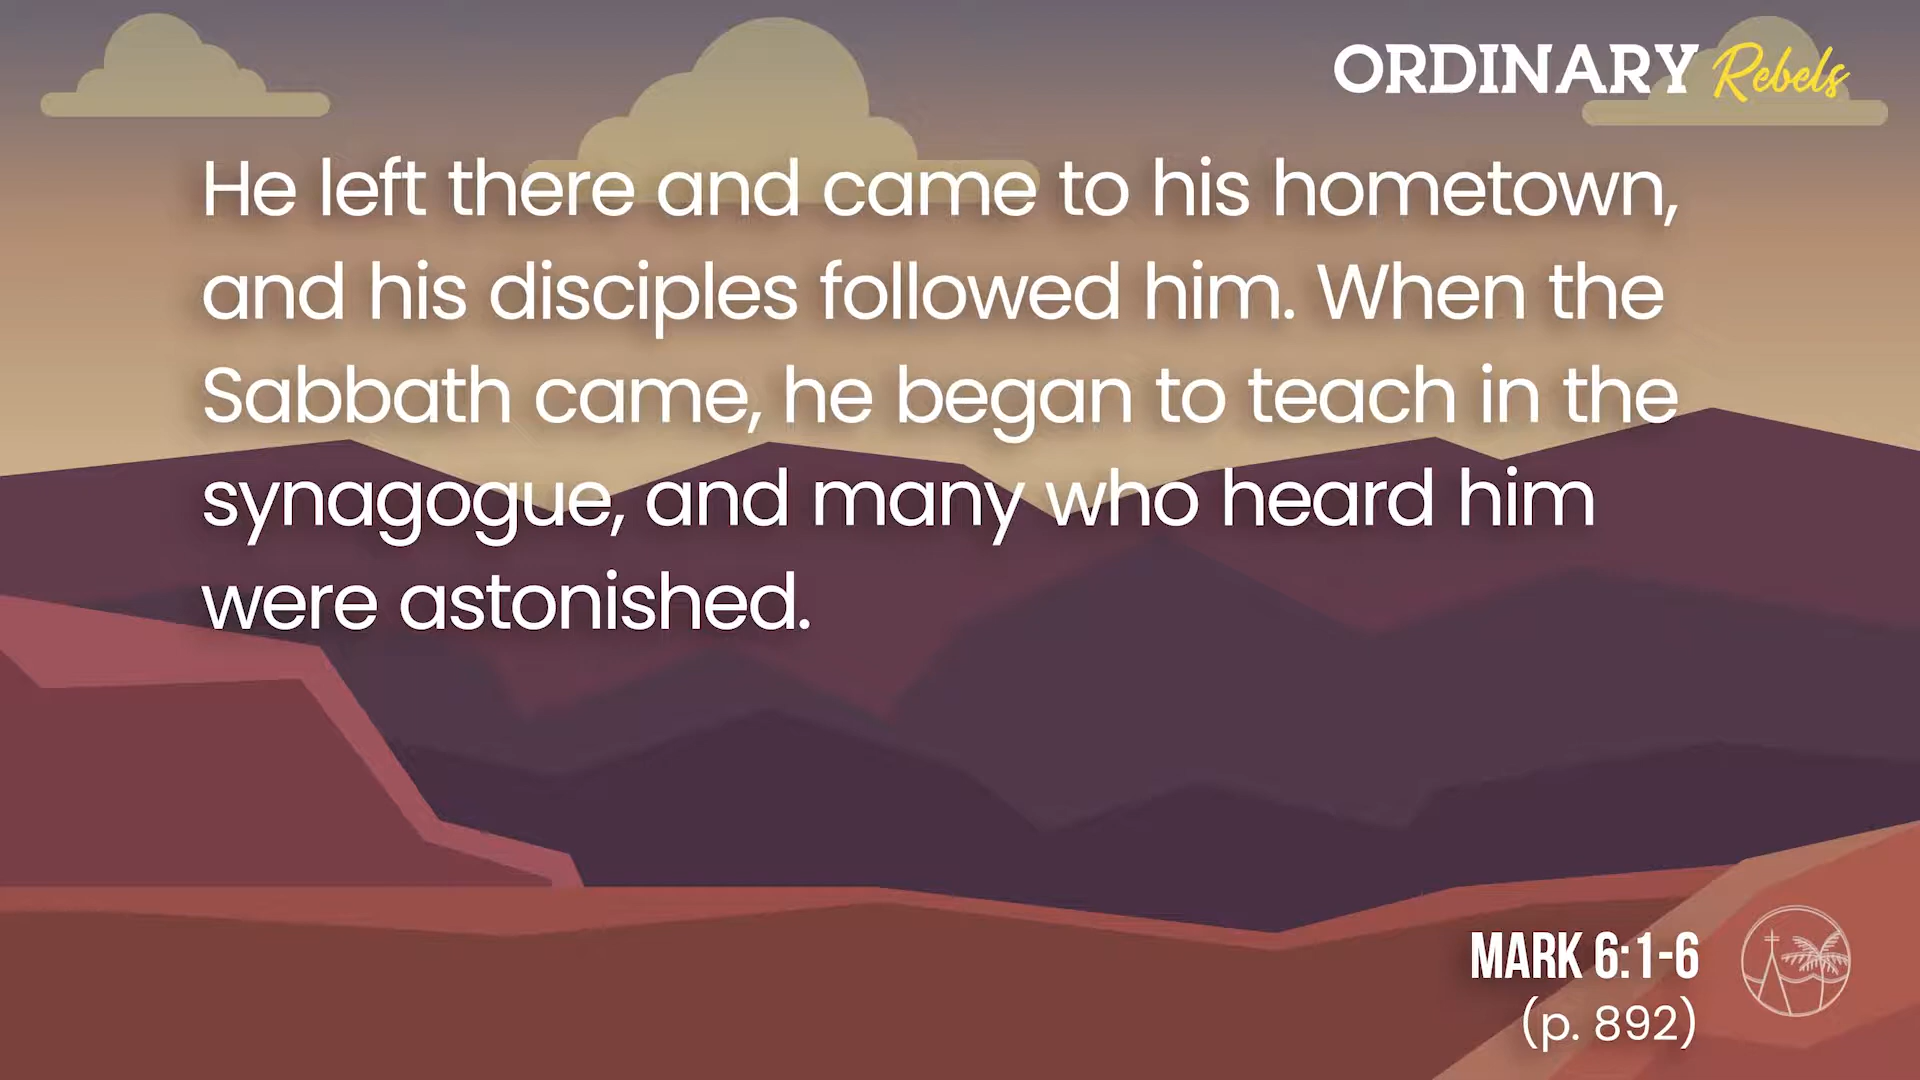 ORDINARY Rebels
He left there and came to his hometown,
and his disciples followed him. When the
Sabbath came, he began to teach in the
synagogue, and many who heard him
were astonished.
MARK 6:1-6
(p. 892)